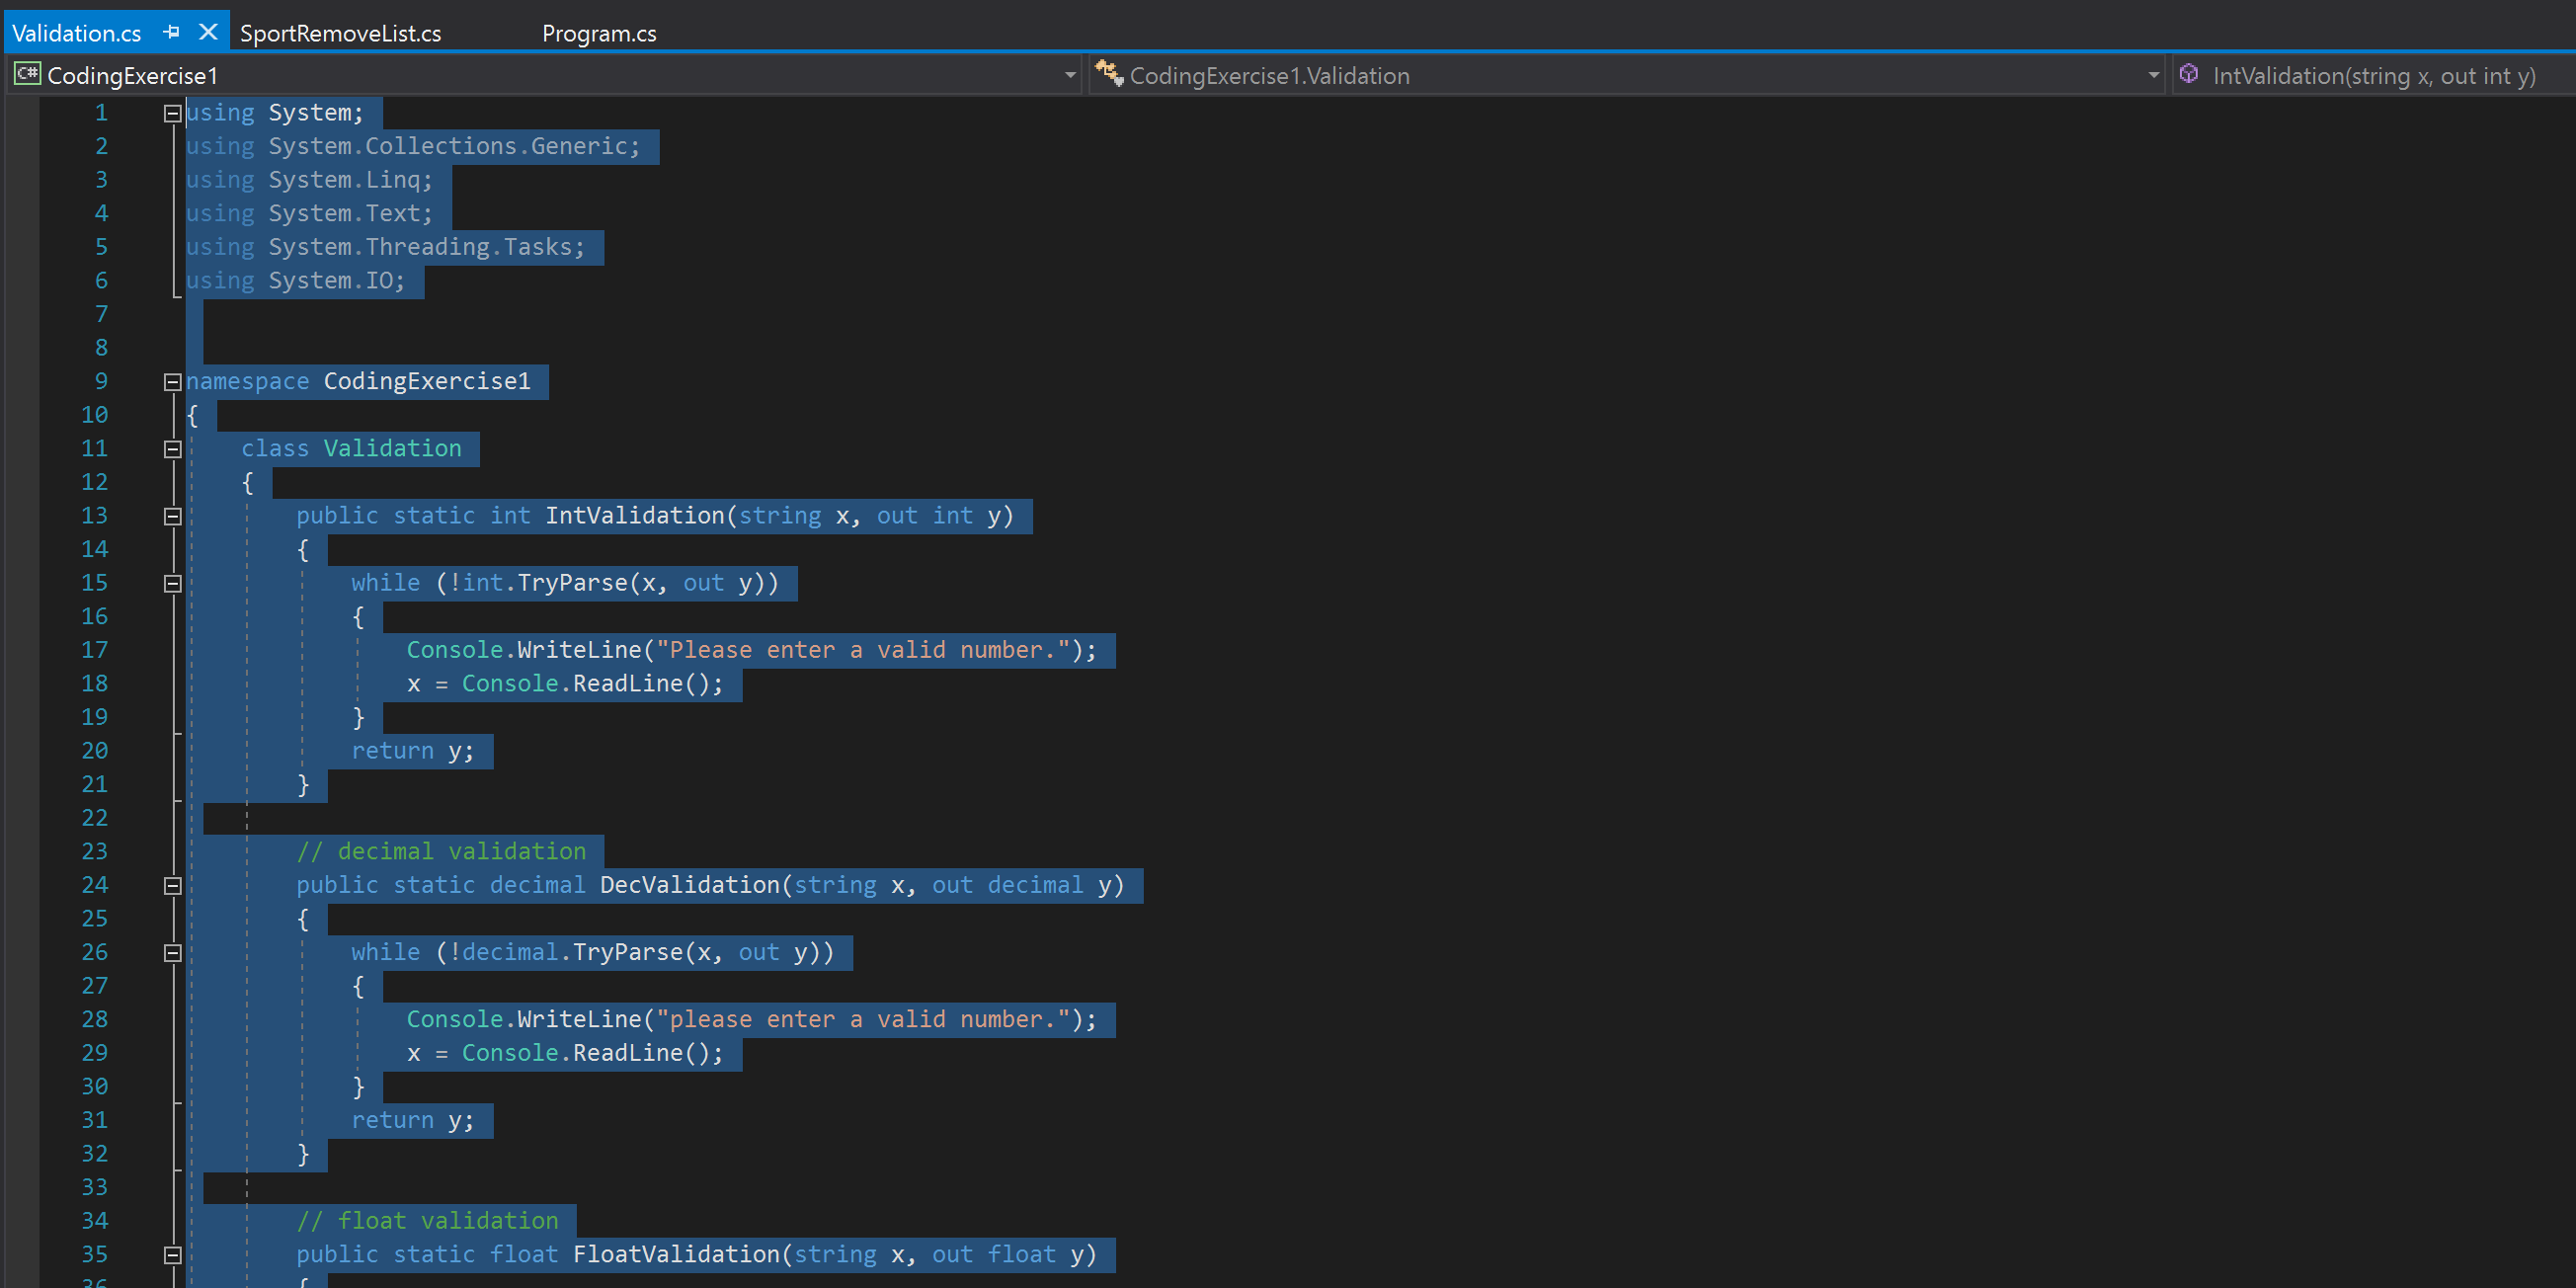 Validation.cs SportRemoveList.cs Program.cs
C# CodingExercise1 CodingExercise1.Validation IntValidation(string x, out int y)
1 using System;
2 using System.Collections.Generic;
3 using System.Linq;
4 using System.Text;
5 using System.Threading.Tasks;
6 using System.IO;
7
8
9 namespace CodingExercise1
10 {
11 class Validation
12 {
13 public static int IntValidation(string x, out int y)
14 {
15 while (!int.TryParse(x, out y))
16 {
17 Console.WriteLine("Please enter a valid number.");
18 x = Console.ReadLine();
19 }
20 return y;
21 }
22
23 // decimal validation
24 public static decimal DecValidation(string x, out decimal y)
25 {
26 while (!decimal.TryParse(x, out y))
27 {
28 Console.WriteLine("please enter a valid number.");
29 x = Console.ReadLine();
30 }
31 return y;
32 }
33
34 // float validation
35 public static float FloatValidation(string x, out float y)
36 {